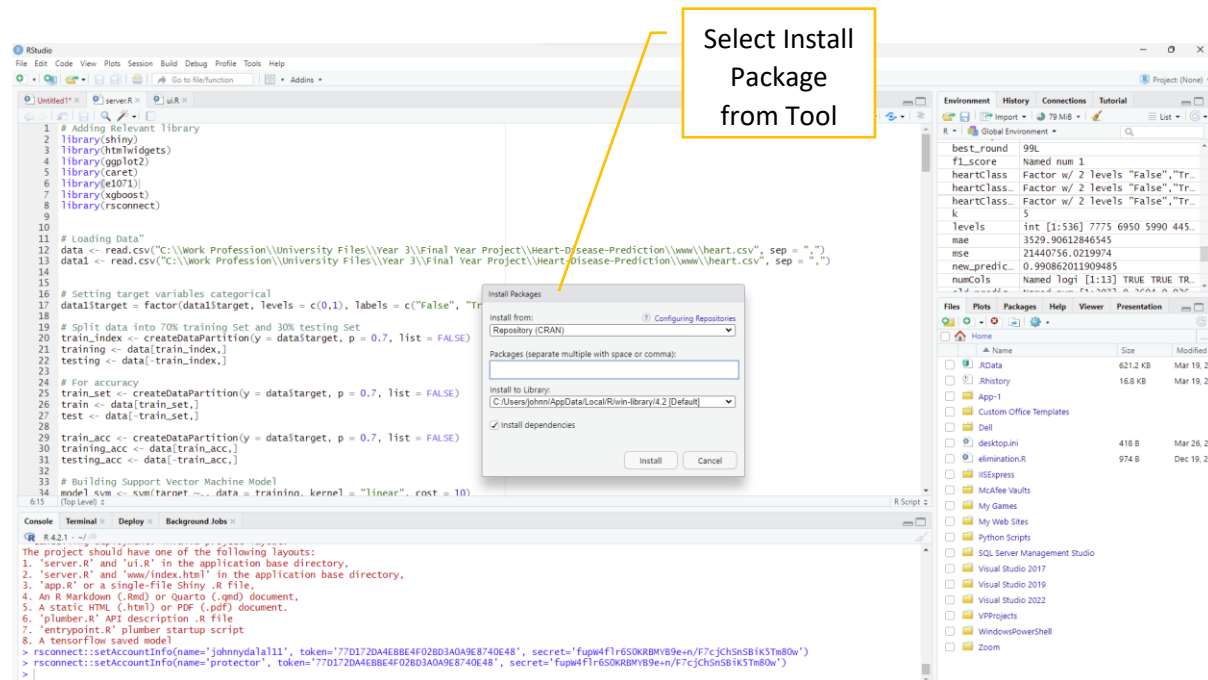 Select Install
Package
from Tool
RStudio
File Edit Code View Plots Session Build Debug Profile Tools Help
Go to file/function Addins
Project: (None)
Untitled1* server.R ui.R
1 # Adding Relevant library
2 library(shiny)
3 library(htmlwidgets)
4 library(ggplot2)
5 library(caret)
6 library(e1071)
7 library(xgboost)
8 library(rsconnect)
9
10
11 # Loading Data"
12 data <- read.csv("C:\\Work Profession\\University Files\\Year 3\\Final Year Project\\Heart-Disease-Prediction\\www\\heart.csv", sep = ",")
13 data1 <- read.csv("C:\\Work Profession\\University Files\\Year 3\\Final Year Project\\Heart-Disease-Prediction\\www\\heart.csv", sep = ",")
14
15
16 # Setting target variables categorical
17 data1$target = factor(data1$target, levels = c(0,1), labels = c("False", "Tr
18
19 # Split data into 70% training Set and 30% testing Set
20 train_index <- createDataPartition(y = data$target, p = 0.7, list = FALSE)
21 training <- data[train_index,]
22 testing <- data[-train_index,]
23
24 # For accuracy
25 train_set <- createDataPartition(y = data$target, p = 0.7, list = FALSE)
26 train <- data[train_set,]
27 test <- data[-train_set,]
28
29 train_acc <- createDataPartition(y = data$target, p = 0.7, list = FALSE)
30 training_acc <- data[train_acc,]
31 testing_acc <- data[-train_acc,]
32
33 # Building Support Vector Machine Model
34 model_svm <- svm(target ~., data = training, kernel = "linear", cost = 10)
6:15 (Top Level) R Script
Install Packages
Install from: Configuring Repositories
Repository (CRAN)
Packages (separate multiple with space or comma):
Install to Library:
C:/Users/johnn/AppData/Local/R/win-library/4.2 [Default]
Install dependencies
Install Cancel
Console Terminal Deploy Background Jobs
R 4.2.1 · ~/
The project should have one of the following layouts:
1. 'server.R' and 'ui.R' in the application base directory,
2. 'server.R' and 'www/index.html' in the application base directory,
3. 'app.R' or a single-file Shiny .R file,
4. An R Markdown (.Rmd) or Quarto (.qmd) document,
5. A static HTML (.html) or PDF (.pdf) document.
6. 'plumber.R' API description .R file
7. 'entrypoint.R' plumber startup script
8. A tensorflow saved model
> rsconnect::setAccountInfo(name='johnnydalal11', token='77D172DA4EBBE4F02BD3A0A9E8740E48', secret='fupW4flr6S0KRBMYB9e+n/F7cjChSnSBiK5Tm80w')
> rsconnect::setAccountInfo(name='protector', token='77D172DA4EBBE4F02BD3A0A9E8740E48', secret='fupW4flr6S0KRBMYB9e+n/F7cjChSnSBiK5Tm80w')
>
Environment History Connections Tutorial
Import 79 MiB List
R Global Environment
best_round 99L
f1_score Named num 1
heartClass Factor w/ 2 levels "False","Tr…
heartClass_ Factor w/ 2 levels "False","Tr…
heartClass_ Factor w/ 2 levels "False","Tr…
k 5
levels int [1:536] 7775 6950 5990 445…
mae 3529.90612846545
mse 21440756.0219974
new_predic… 0.990862011909485
numCols Named logi [1:13] TRUE TRUE TR…
Files Plots Packages Help Viewer Presentation
Home
Name Size Modified
.RData 621.2 KB Mar 19, 2
.Rhistory 16.8 KB Mar 19, 2
App-1
Custom Office Templates
Dell
desktop.ini 418 B Mar 26, 2
elimination.R 974 B Dec 19, 2
IISExpress
McAfee Vaults
My Games
My Web Sites
Python Scripts
SQL Server Management Studio
Visual Studio 2017
Visual Studio 2019
Visual Studio 2022
VPProjects
WindowsPowerShell
Zoom